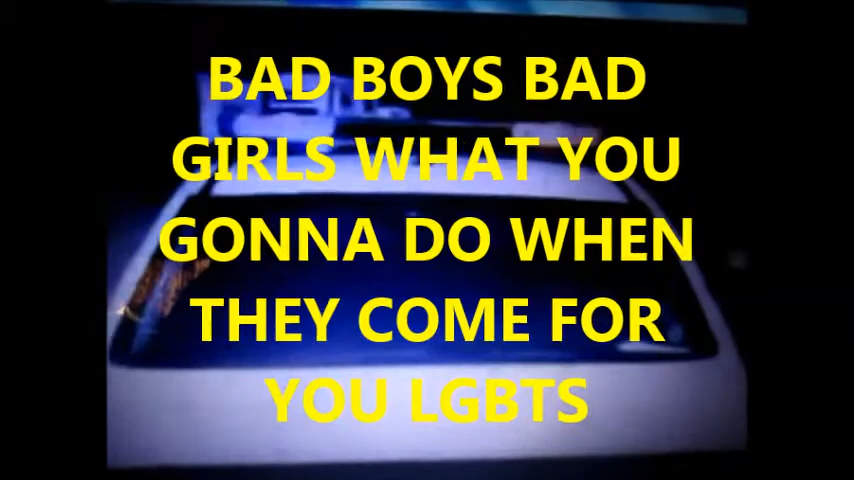 BAD BOYS BAD
GIRLS WHAT YOU
GONNA DO WHEN
THEY COME FOR
YOU LGBTS